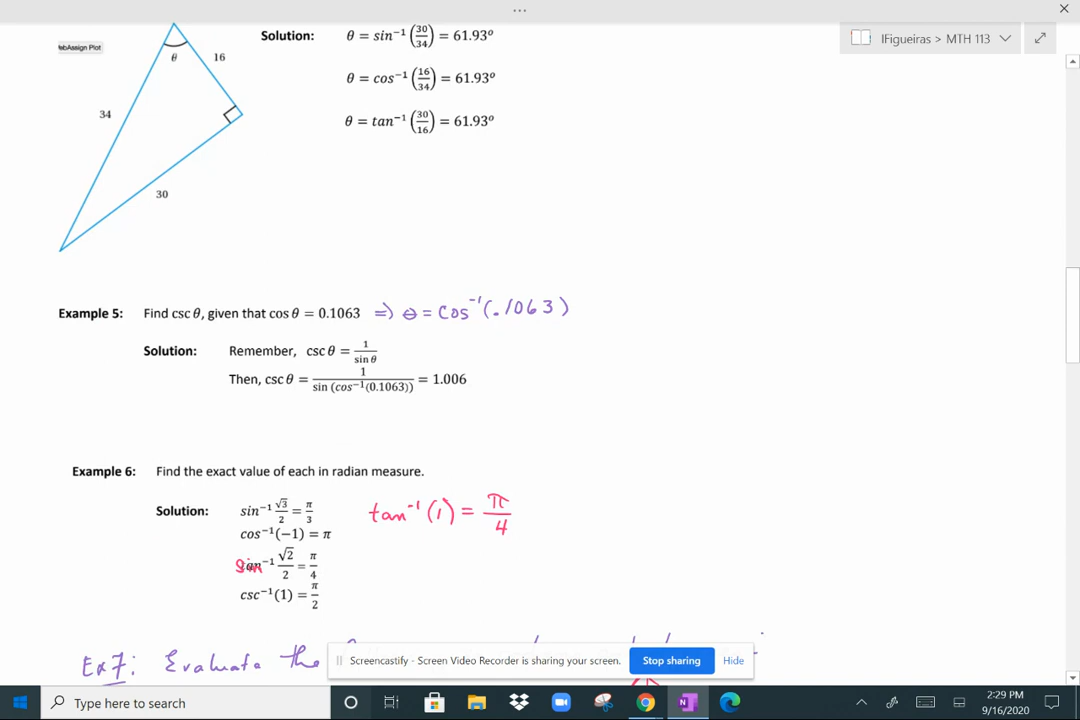 IFigueiras > MTH 113
ebAssign Plot
θ
16
34
30
Solution: θ = sin⁻¹ (30/34) = 61.93º
θ = cos⁻¹ (16/34) = 61.93º
θ = tan⁻¹ (30/16) = 61.93º
Example 5: Find csc θ, given that cos θ = 0.1063 => θ = cos⁻¹(.1063)
Solution: Remember, csc θ = 1/sin θ
Then, csc θ = 1/sin (cos⁻¹(0.1063)) = 1.006
Example 6: Find the exact value of each in radian measure.
Solution: sin⁻¹ √3/2 = π/3 tan⁻¹(1) = π/4
cos⁻¹(−1) = π
sin⁻¹ √2/2 = π/4
csc⁻¹(1) = π/2
Ex7: Evaluate the
Screencastify - Screen Video Recorder is sharing your screen. Stop sharing Hide
Type here to search
2:29 PM
9/16/2020